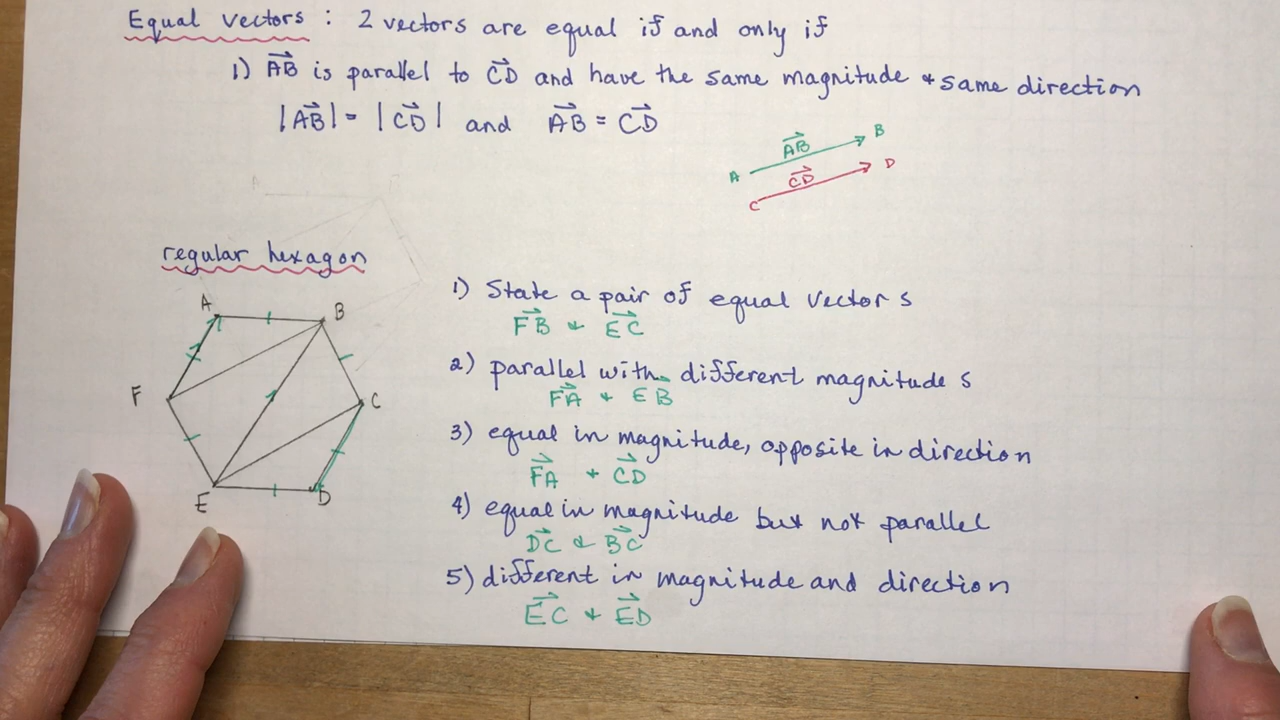 Equal vectors : 2 vectors are equal if and only if
1) AB is parallel to CD and have the same magnitude & same direction
|AB| = |CD| and AB = CD
AB
B
A
CD
D
C
regular hexagon
A
B
F
C
E
D
1) State a pair of equal vectors
FB & EC
2) parallel with different magnitudes
FA & EB
3) equal in magnitude, opposite in direction
FA & CD
4) equal in magnitude but not parallel
DC & BC
5) different in magnitude and direction
EC & ED